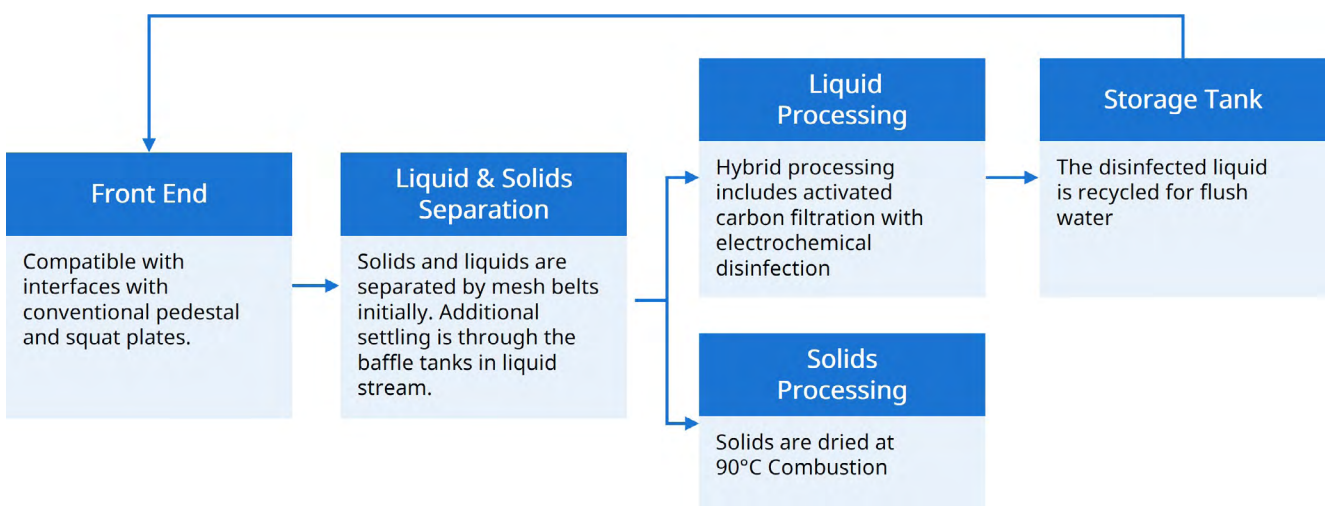 Front End
Compatible with
interfaces with
conventional pedestal
and squat plates.
Liquid & Solids
Separation
Solids and liquids are
separated by mesh belts
initially. Additional
settling is through the
baffle tanks in liquid
stream.
Liquid
Processing
Hybrid processing
includes activated
carbon filtration with
electrochemical
disinfection
Solids
Processing
Solids are dried at
90°C Combustion
Storage Tank
The disinfected liquid
is recycled for flush
water